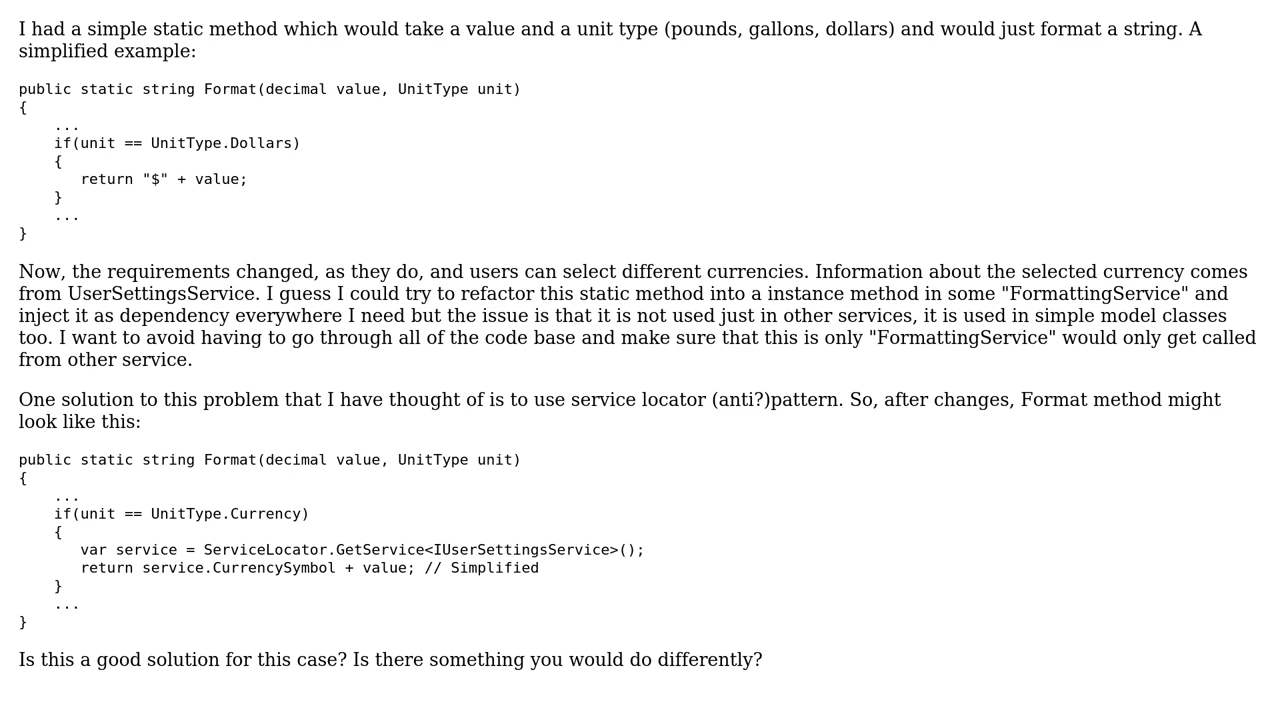 I had a simple static method which would take a value and a unit type (pounds, gallons, dollars) and would just format a string. A
simplified example:
public static string Format(decimal value, UnitType unit)
{
    ...
    if(unit == UnitType.Dollars)
    {
       return "$" + value;
    }
    ...
}
Now, the requirements changed, as they do, and users can select different currencies. Information about the selected currency comes
from UserSettingsService. I guess I could try to refactor this static method into a instance method in some "FormattingService" and
inject it as dependency everywhere I need but the issue is that it is not used just in other services, it is used in simple model classes
too. I want to avoid having to go through all of the code base and make sure that this is only "FormattingService" would only get called
from other service.
One solution to this problem that I have thought of is to use service locator (anti?)pattern. So, after changes, Format method might
look like this:
public static string Format(decimal value, UnitType unit)
{
    ...
    if(unit == UnitType.Currency)
    {
       var service = ServiceLocator.GetService<IUserSettingsService>();
       return service.CurrencySymbol + value; // Simplified
    }
    ...
}
Is this a good solution for this case? Is there something you would do differently?